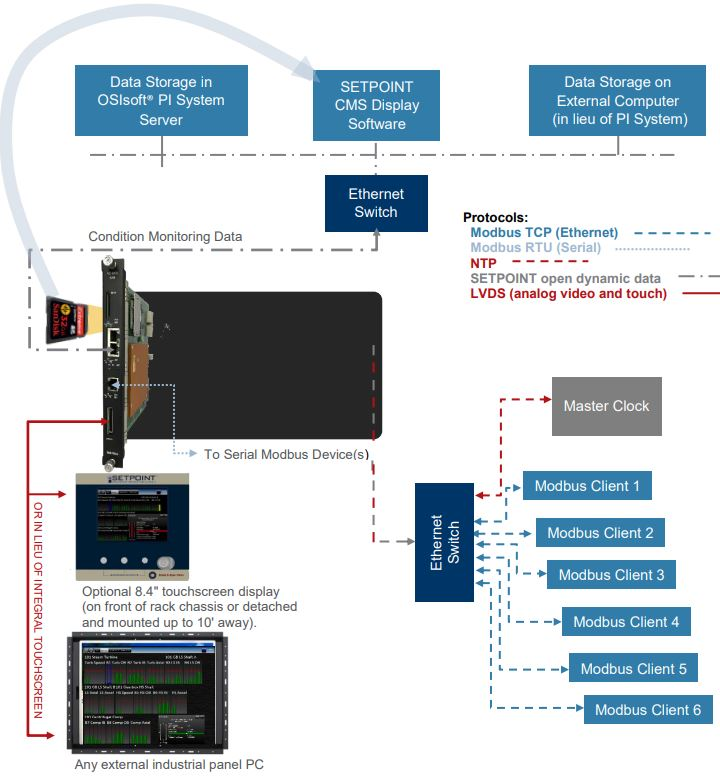 Data Storage in
OSIsoft® PI System
Server
SETPOINT
CMS Display
Software
Data Storage on
External Computer
(in lieu of PI System)
Ethernet
Switch
Condition Monitoring Data
Protocols:
Modbus TCP (Ethernet)
Modbus RTU (Serial)
NTP
SETPOINT open dynamic data
LVDS (analog video and touch)
SanDisk
Master Clock
To Serial Modbus Device(s)
Ethernet
Switch
Modbus Client 1
Modbus Client 2
Modbus Client 3
Modbus Client 4
Modbus Client 5
Modbus Client 6
SETPOINT
OR IN LIEU OF INTEGRAL TOUCHSCREEN
Optional 8.4" touchscreen display
(on front of rack chassis or detached
and mounted up to 10' away).
101 Steam Turbine
Any external industrial panel PC